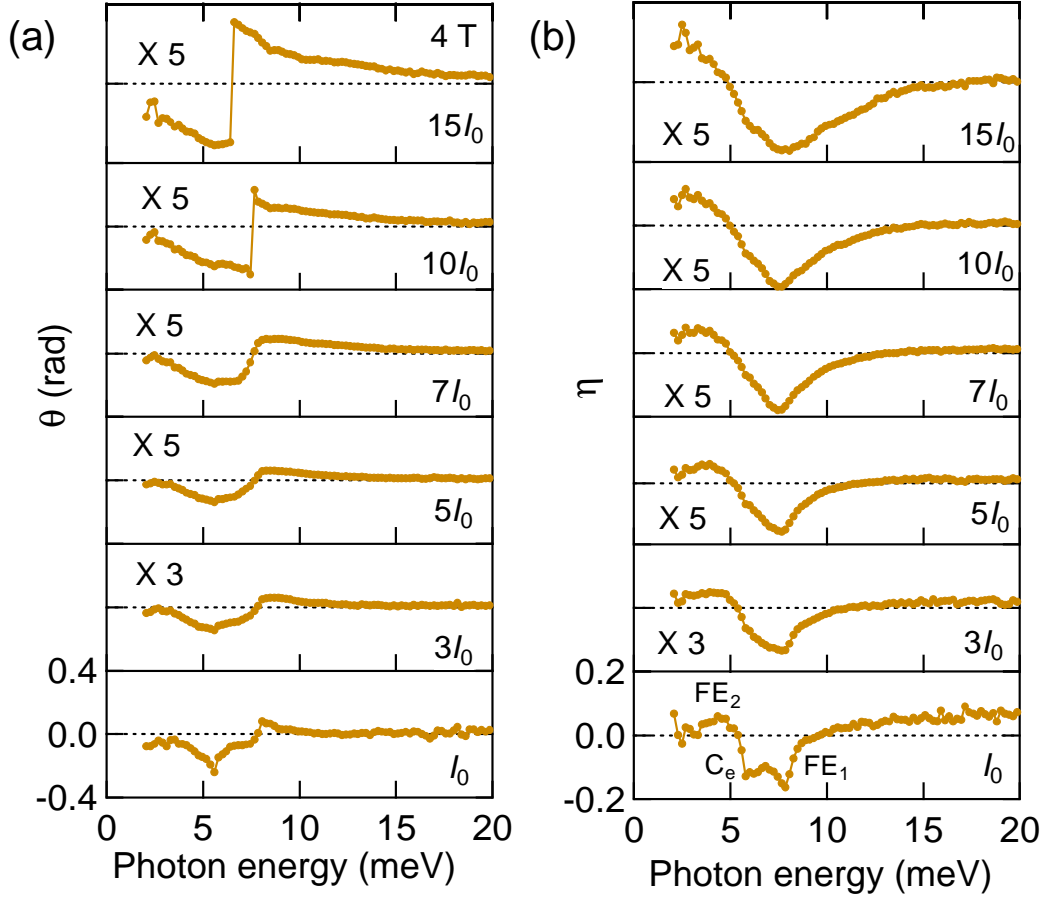 (a)
4 T
X 5
15I₀
X 5
10I₀
X 5
7I₀
X 5
5I₀
X 3
3I₀
I₀
θ (rad)
0.4
0.0
-0.4
0 5 10 15 20
Photon energy (meV)
(b)
X 5
15I₀
X 5
10I₀
X 5
7I₀
X 5
5I₀
X 3
3I₀
FE₂
Cₑ
FE₁
I₀
η
0.2
0.0
-0.2
0 5 10 15 20
Photon energy (meV)